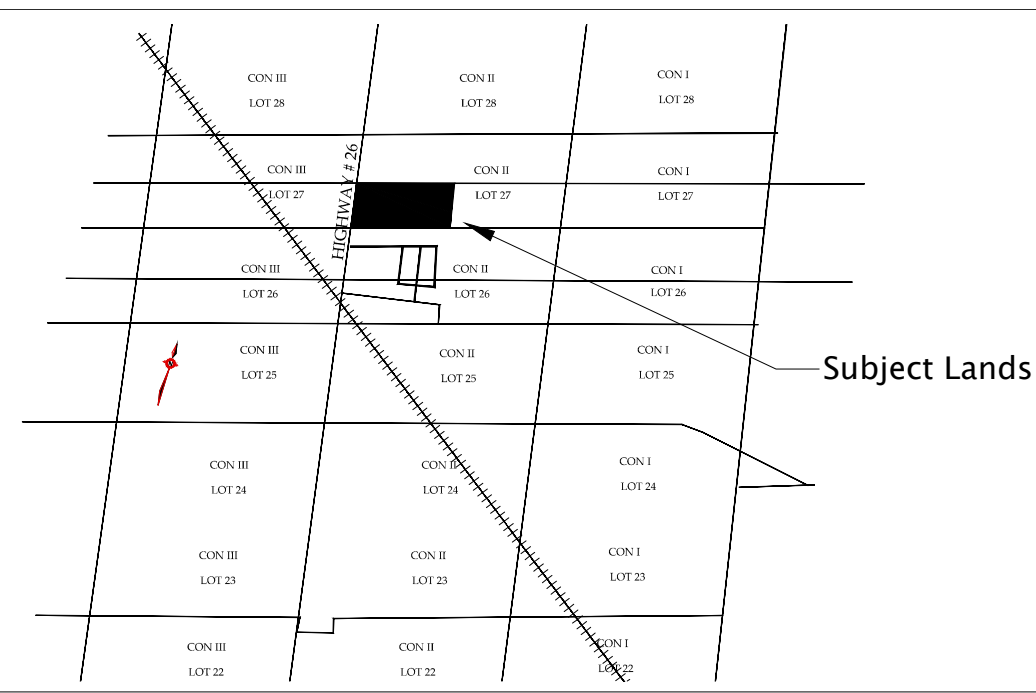 CON III
LOT 28
CON II
LOT 28
CON I
LOT 28
HIGHWAY # 26
CON III
LOT 27
CON II
LOT 27
CON I
LOT 27
CON III
LOT 26
CON II
LOT 26
CON I
LOT 26
CON III
LOT 25
CON II
LOT 25
CON I
LOT 25
Subject Lands
CON III
LOT 24
CON II
LOT 24
CON I
LOT 24
CON III
LOT 23
CON II
LOT 23
CON I
LOT 23
CON III
LOT 22
CON II
LOT 22
CON I
LOT 22